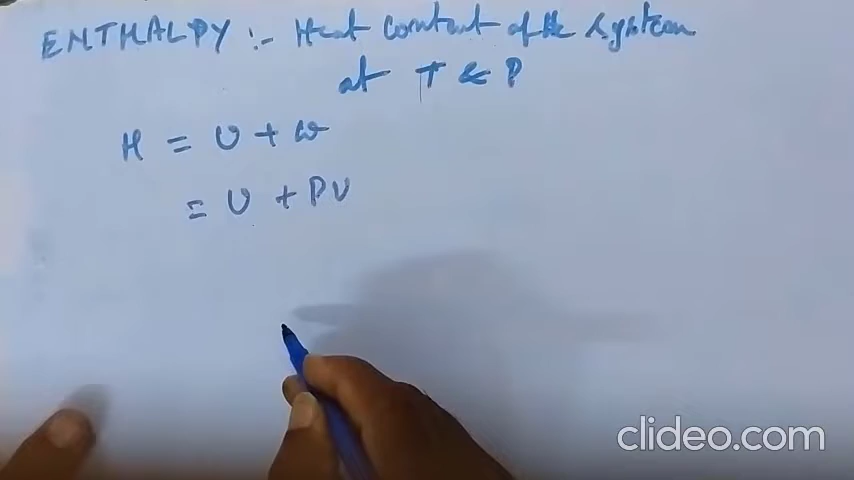 ENTHALPY :- Heat Content of the System
at T & P
H = U + w
= U + PV
clideo.com